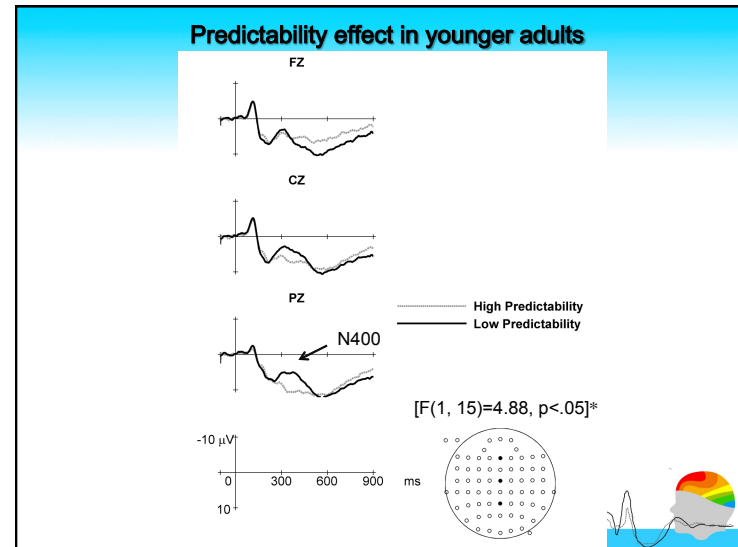 Predictability effect in younger adults
FZ
CZ
PZ
High Predictability
Low Predictability
N400
[F(1, 15)=4.88, p<.05]*
-10 μV
0 300 600 900 ms
10